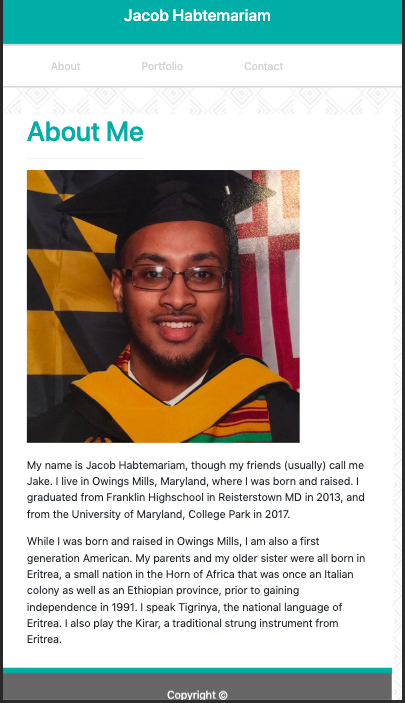 Jacob Habtemariam
About
Portfolio
Contact
About Me
My name is Jacob Habtemariam, though my friends (usually) call me
Jake. I live in Owings Mills, Maryland, where I was born and raised. I
graduated from Franklin Highschool in Reisterstown MD in 2013, and
from the University of Maryland, College Park in 2017.
While I was born and raised in Owings Mills, I am also a first
generation American. My parents and my older sister were all born in
Eritrea, a small nation in the Horn of Africa that was once an Italian
colony as well as an Ethiopian province, prior to gaining
independence in 1991. I speak Tigrinya, the national language of
Eritrea. I also play the Kirar, a traditional strung instrument from
Eritrea.
Copyright ©